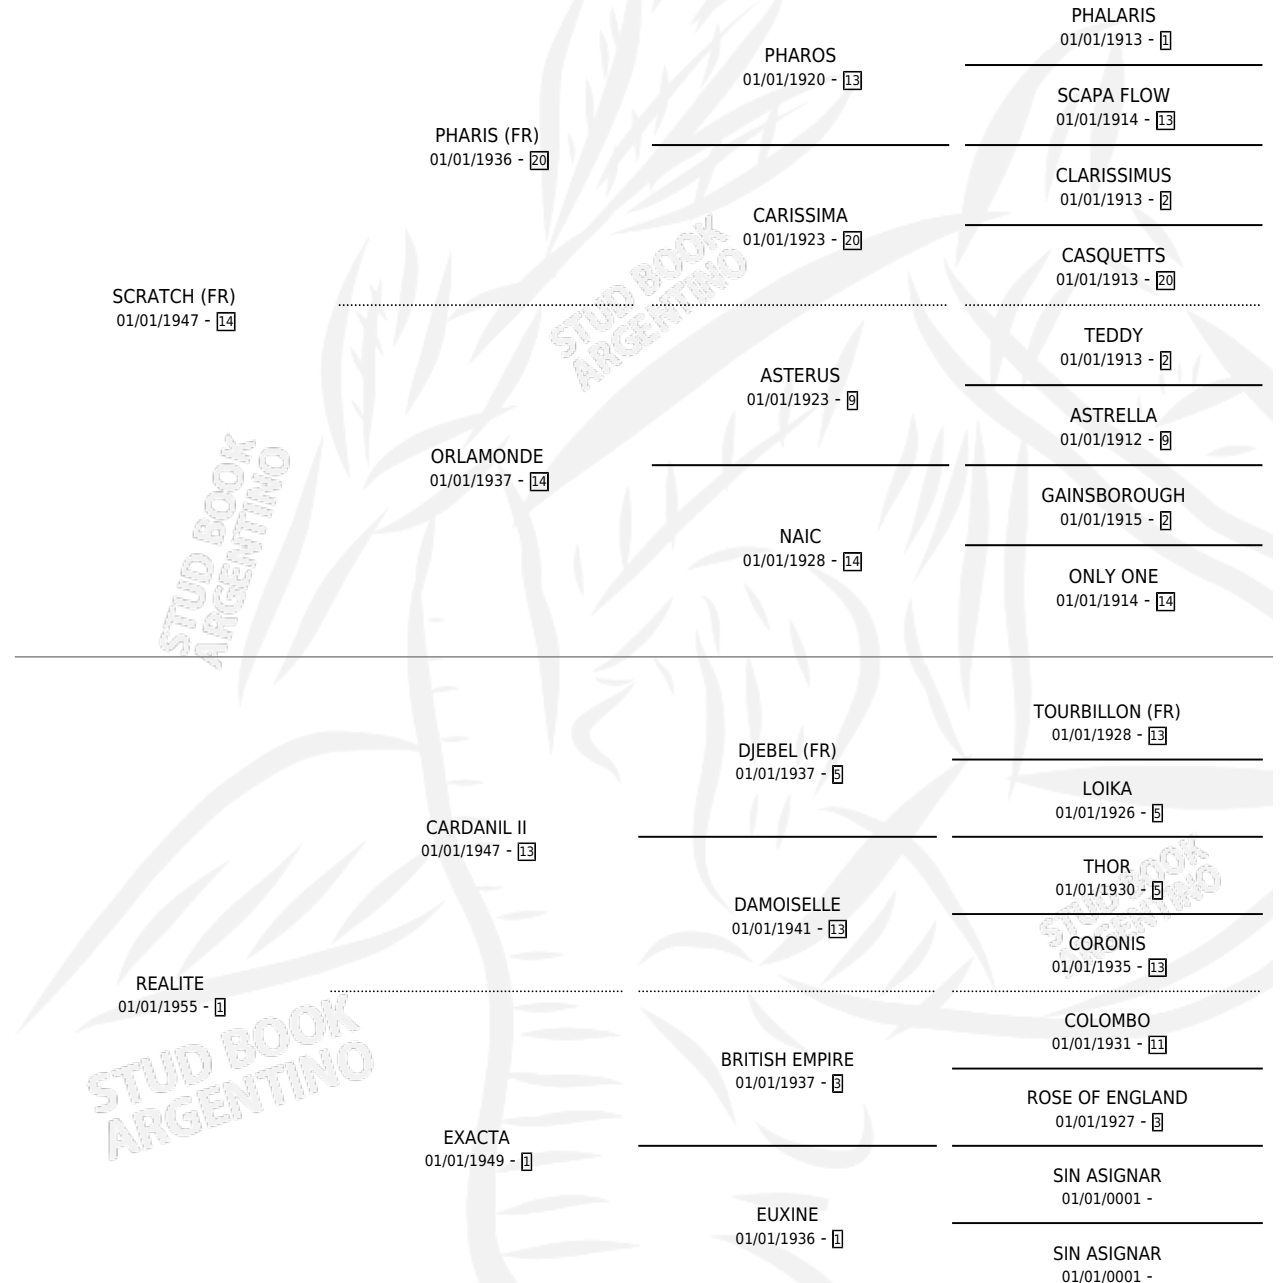 PHALARIS
01/01/1913 - 1
PHAROS
01/01/1920 - 13
SCAPA FLOW
01/01/1914 - 13
PHARIS (FR)
01/01/1936 - 20
CLARISSIMUS
01/01/1913 - 2
CARISSIMA
01/01/1923 - 20
CASQUETTS
01/01/1913 - 20
SCRATCH (FR)
01/01/1947 - 14
TEDDY
01/01/1913 - 2
ASTERUS
01/01/1923 - 9
ASTRELLA
01/01/1912 - 9
ORLAMONDE
01/01/1937 - 14
GAINSBOROUGH
01/01/1915 - 2
NAIC
01/01/1928 - 14
ONLY ONE
01/01/1914 - 14
STUD BOOK
ARGENTINO
STUD BOOK
ARGENTINO
TOURBILLON (FR)
01/01/1928 - 13
DJEBEL (FR)
01/01/1937 - 5
LOIKA
01/01/1926 - 5
CARDANIL II
01/01/1947 - 13
THOR
01/01/1930 - 5
DAMOISELLE
01/01/1941 - 13
CORONIS
01/01/1935 - 13
STUD BOOK
ARGENTINO
REALITE
01/01/1955 - 1
COLOMBO
01/01/1931 - 11
BRITISH EMPIRE
01/01/1937 - 3
ROSE OF ENGLAND
01/01/1927 - 3
STUD BOOK
ARGENTINO
EXACTA
01/01/1949 - 1
SIN ASIGNAR
01/01/0001 -
EUXINE
01/01/1936 - 1
SIN ASIGNAR
01/01/0001 -